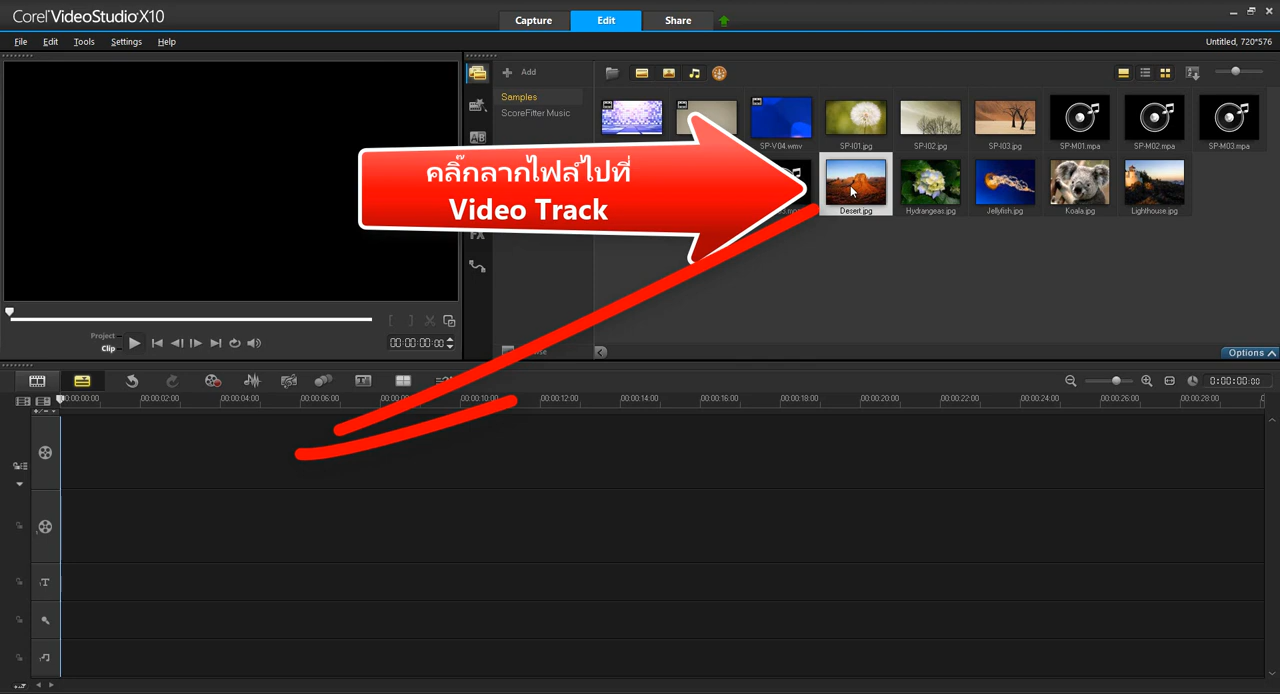 Corel VideoStudio X10
Capture
Edit
Share
File
Edit
Tools
Settings
Help
Untitled, 720*576
Add
Samples
ScoreFitter Music
SP-V04.wmv
SP-I01.jpg
SP-I02.jpg
SP-I03.jpg
SP-M01.mpa
SP-M02.mpa
SP-M03.mpa
คลิ๊กลากไฟล์ไปที่
Video Track
Desert.jpg
Hydrangeas.jpg
Jellyfish.jpg
Koala.jpg
Lighthouse.jpg
AB
FX
Project
Clip
00:00:00:00
Options
0:00:00:00
00:00:02:00
00:00:04:00
00:00:06:00
00:00:10:00
00:00:12:00
00:00:14:00
00:00:16:00
00:00:18:00
00:00:20:00
00:00:22:00
00:00:24:00
00:00:26:00
00:00:28:00